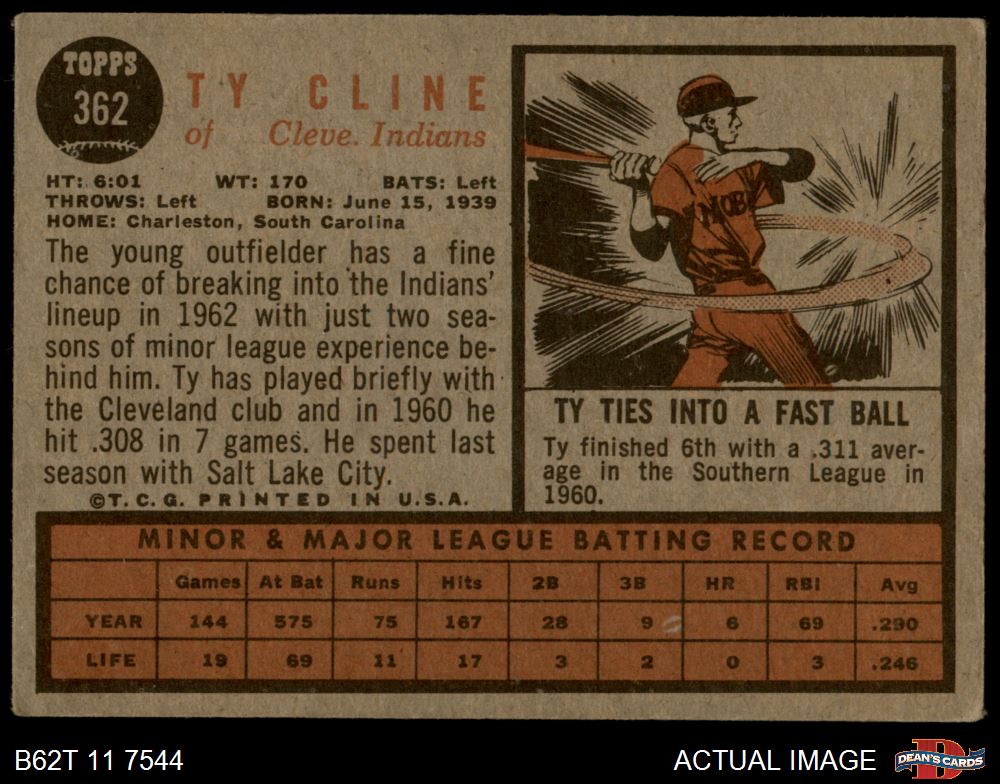 TOPPS
362
TY CLINE
of Cleve. Indians
HT: 6:01 WT: 170 BATS: Left
THROWS: Left BORN: June 15, 1939
HOME: Charleston, South Carolina
The young outfielder has a fine
chance of breaking into the Indians'
lineup in 1962 with just two sea-
sons of minor league experience be-
hind him. Ty has played briefly with
the Cleveland club and in 1960 he
hit .308 in 7 games. He spent last
season with Salt Lake City.
©T.C.G. PRINTED IN U.S.A.
MOB
TY TIES INTO A FAST BALL
Ty finished 6th with a .311 aver-
age in the Southern League in
1960.
MINOR & MAJOR LEAGUE BATTING RECORD
Games At Bat Runs Hits 2B 3B HR RBI Avg
YEAR 144 575 75 167 28 9 6 69 .290
LIFE 19 69 11 17 3 2 0 3 .246
B62T 11 7544
ACTUAL IMAGE
D
DEAN'S CARDS